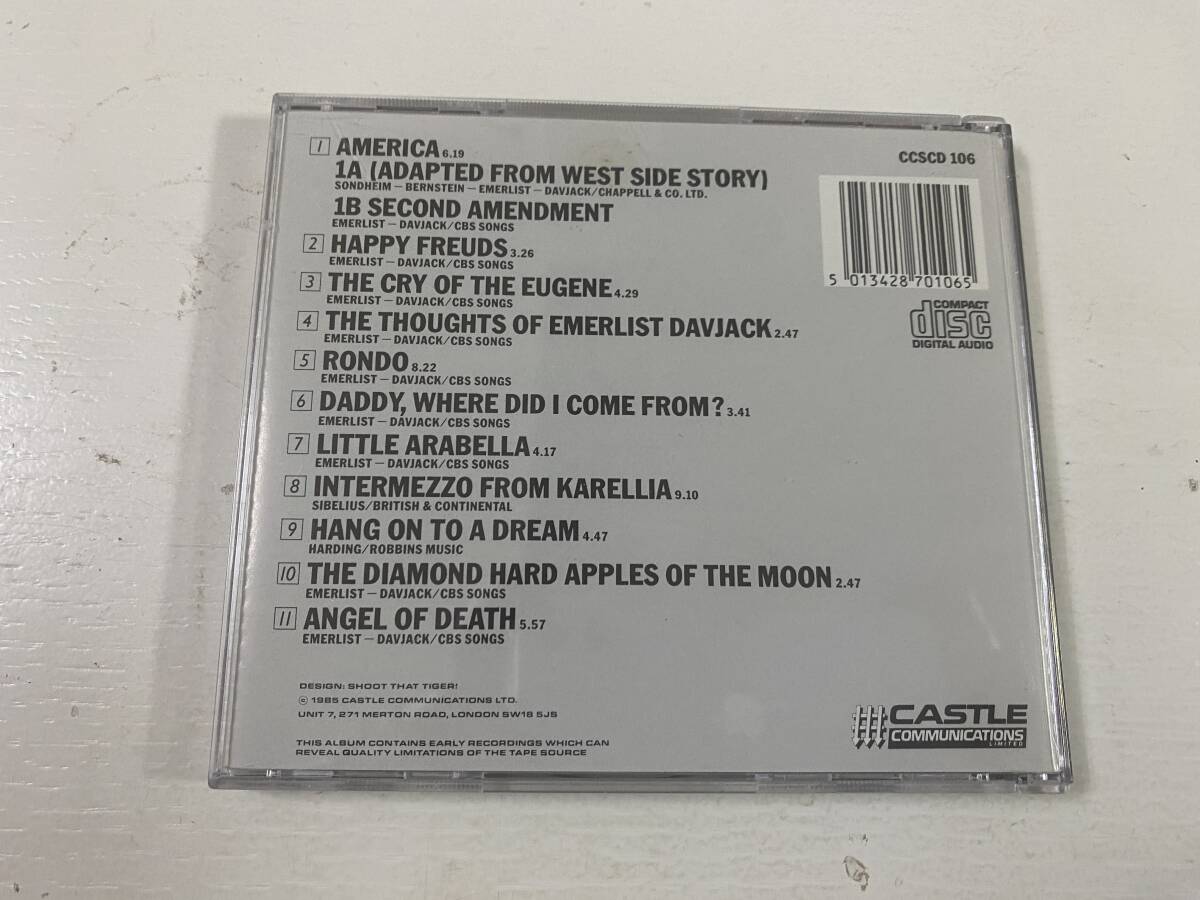 1 AMERICA 6.19
1A (ADAPTED FROM WEST SIDE STORY)
SONDHEIM – BERNSTEIN – EMERLIST – DAVJACK/CHAPPELL & CO. LTD.
1B SECOND AMENDMENT
EMERLIST – DAVJACK/CBS SONGS
2 HAPPY FREUDS 3.26
EMERLIST – DAVJACK/CBS SONGS
3 THE CRY OF THE EUGENE 4.29
EMERLIST – DAVJACK/CBS SONGS
4 THE THOUGHTS OF EMERLIST DAVJACK 2.47
EMERLIST – DAVJACK/CBS SONGS
5 RONDO 8.22
EMERLIST – DAVJACK/CBS SONGS
6 DADDY, WHERE DID I COME FROM? 3.41
EMERLIST – DAVJACK/CBS SONGS
7 LITTLE ARABELLA 4.17
EMERLIST – DAVJACK/CBS SONGS
8 INTERMEZZO FROM KARELLIA 9.10
SIBELIUS/BRITISH & CONTINENTAL
9 HANG ON TO A DREAM 4.47
HARDING/ROBBINS MUSIC
10 THE DIAMOND HARD APPLES OF THE MOON 2.47
EMERLIST – DAVJACK/CBS SONGS
11 ANGEL OF DEATH 5.57
EMERLIST – DAVJACK/CBS SONGS
CCSCD 106
5 013428 701065
COMPACT
disc
DIGITAL AUDIO
DESIGN: SHOOT THAT TIGER!
© 1985 CASTLE COMMUNICATIONS LTD.
UNIT 7, 271 MERTON ROAD, LONDON SW18 5JS
THIS ALBUM CONTAINS EARLY RECORDINGS WHICH CAN
REVEAL QUALITY LIMITATIONS OF THE TAPE SOURCE
CASTLE
COMMUNICATIONS
LIMITED